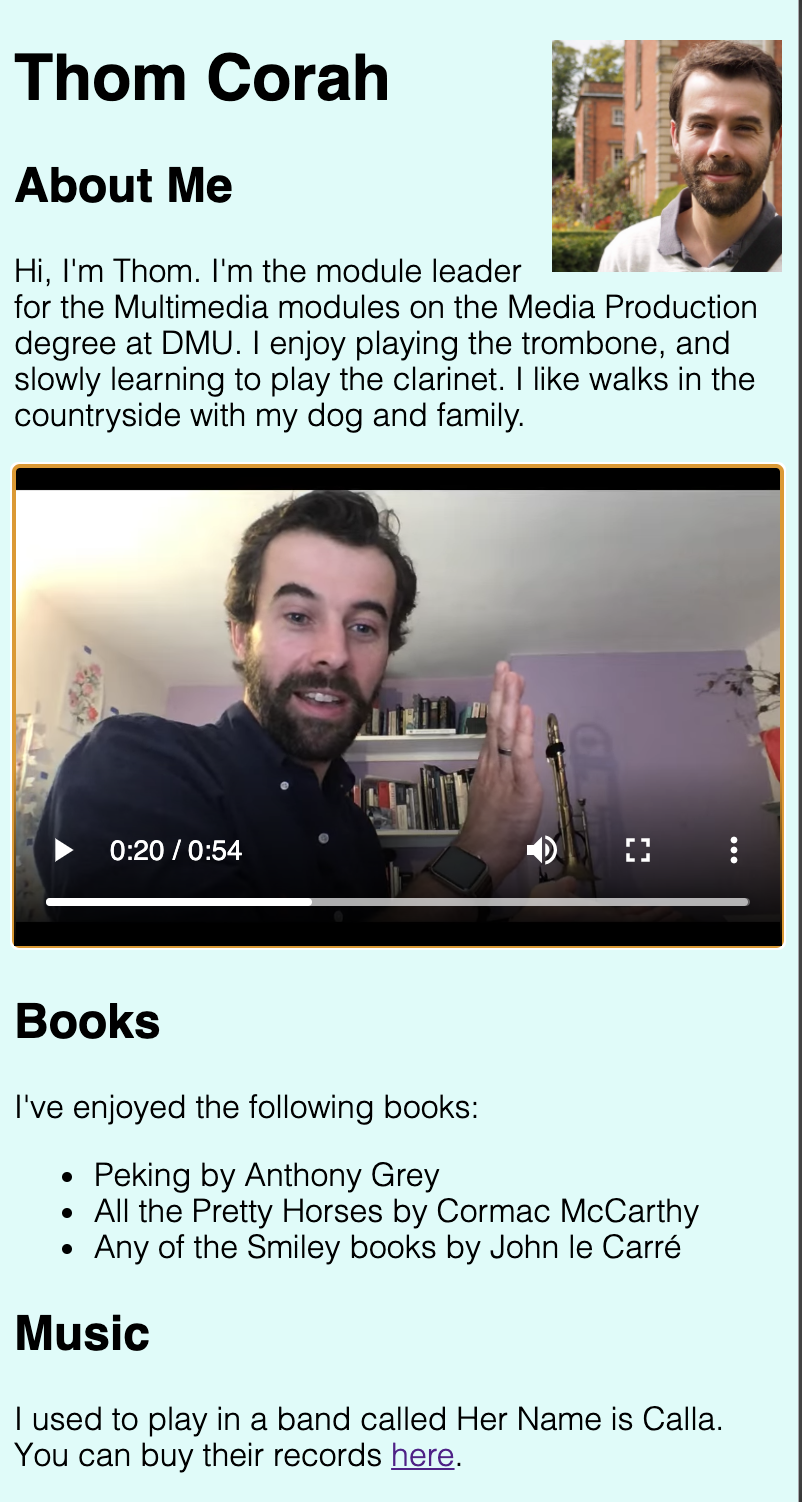 Thom Corah
About Me
Hi, I'm Thom. I'm the module leader
for the Multimedia modules on the Media Production
degree at DMU. I enjoy playing the trombone, and
slowly learning to play the clarinet. I like walks in the
countryside with my dog and family.
0:20 / 0:54
Books
I've enjoyed the following books:
• Peking by Anthony Grey
• All the Pretty Horses by Cormac McCarthy
• Any of the Smiley books by John le Carré
Music
I used to play in a band called Her Name is Calla.
You can buy their records here.